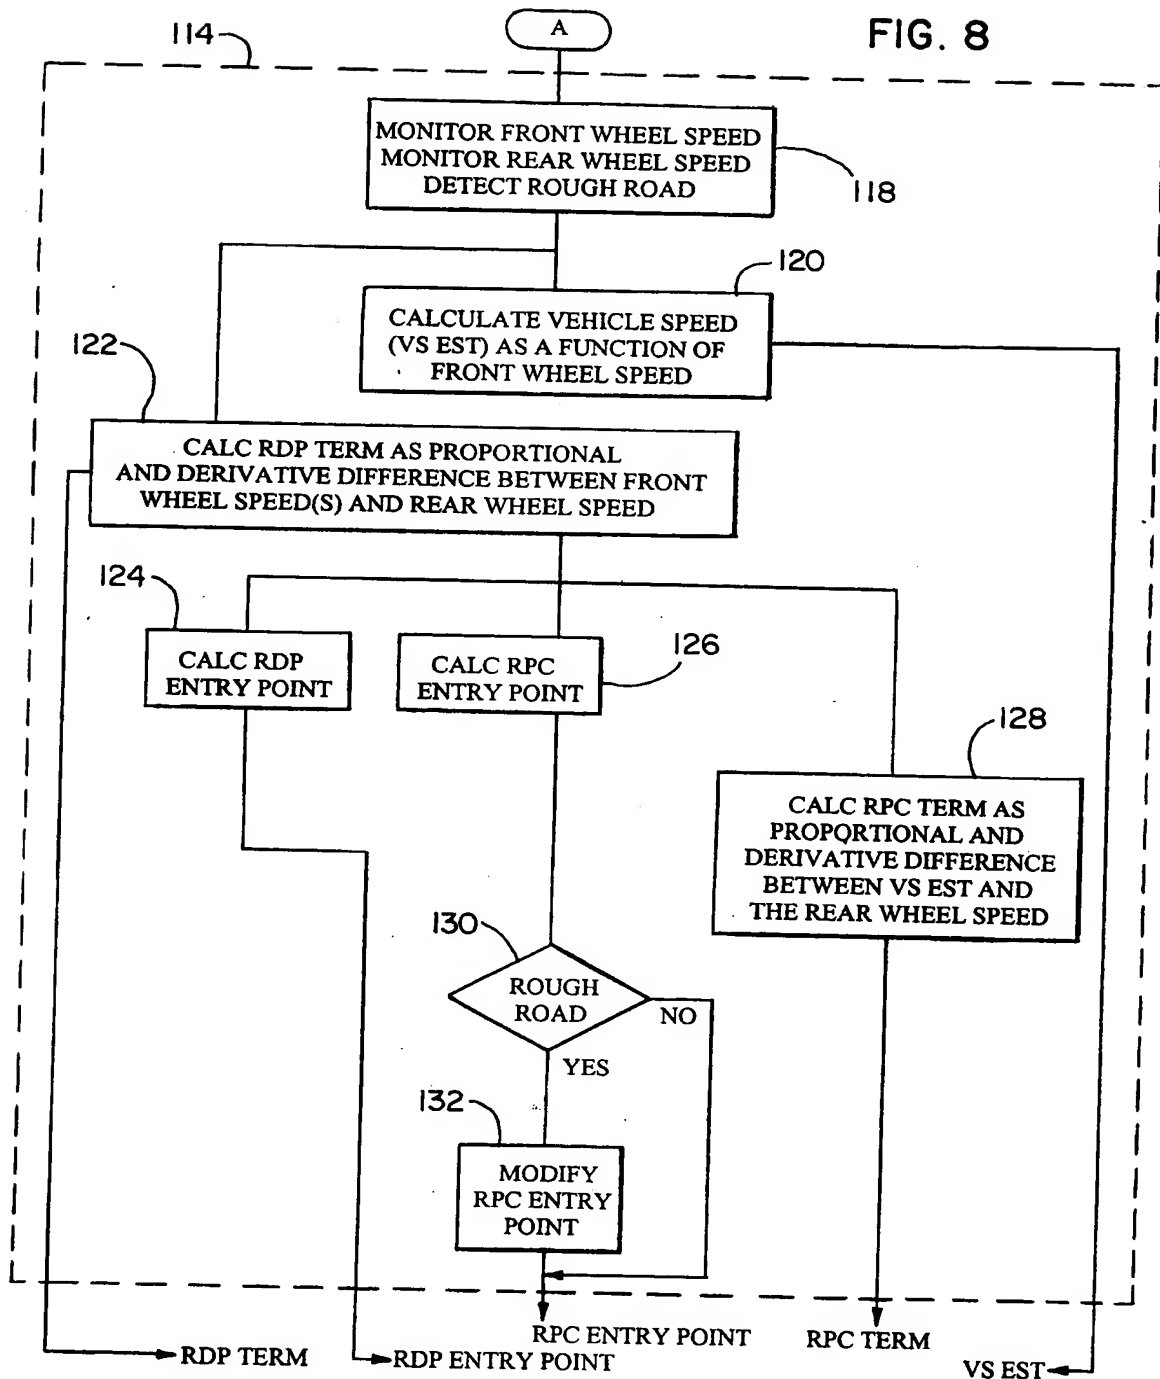 A
FIG. 8
114
MONITOR FRONT WHEEL SPEED
MONITOR REAR WHEEL SPEED
DETECT ROUGH ROAD
118
120
CALCULATE VEHICLE SPEED
(VS EST) AS A FUNCTION OF
FRONT WHEEL SPEED
122
CALC RDP TERM AS PROPORTIONAL
AND DERIVATIVE DIFFERENCE BETWEEN FRONT
WHEEL SPEED(S) AND REAR WHEEL SPEED
124
CALC RDP
ENTRY POINT
CALC RPC
ENTRY POINT
126
128
CALC RPC TERM AS
PROPORTIONAL AND
DERIVATIVE DIFFERENCE
BETWEEN VS EST AND
THE REAR WHEEL SPEED
130
ROUGH
ROAD
NO
YES
132
MODIFY
RPC ENTRY
POINT
RDP TERM
RDP ENTRY POINT
RPC ENTRY POINT
RPC TERM
VS EST